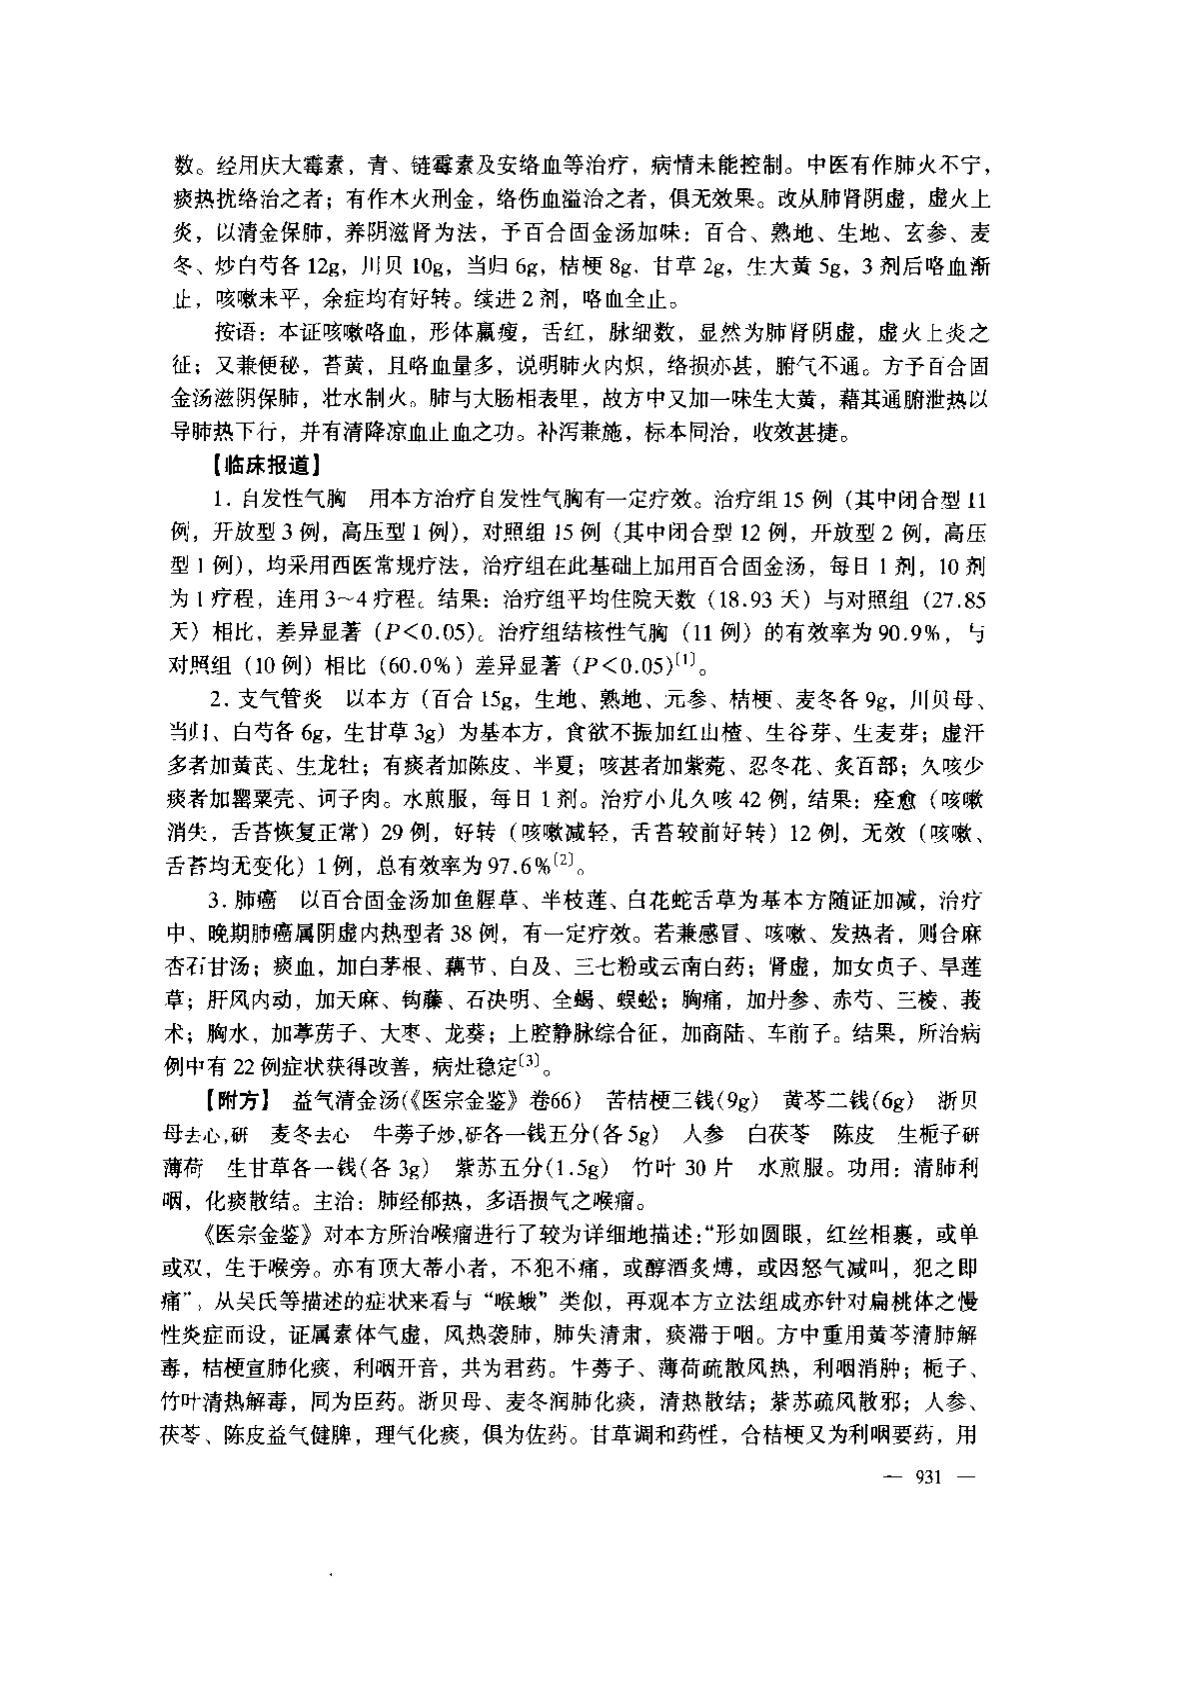 数。经用庆大霉素，青、链霉素及安络血等治疗，病情未能控制。中医有作肺火不宁，
痰热扰络治之者；有作木火刑金，络伤血溢治之者，俱无效果。改从肺肾阴虚，虚火上
炎，以清金保肺，养阴滋肾为法，予百合固金汤加味：百合、熟地、生地、玄参、麦
冬、炒白芍各 12g，川贝 10g，当归 6g，桔梗 8g．甘草 2g，生大黄 5g，3 剂后咯血渐
止，咳嗽未平，余症均有好转。续进 2 剂，咯血全止。
按语：本证咳嗽咯血，形体羸瘦，舌红，脉细数，显然为肺肾阴虚，虚火上炎之
征；又兼便秘，苔黄，且咯血量多，说明肺火内炽，络损亦甚，腑气不通。方予百合固
金汤滋阴保肺，壮水制火。肺与大肠相表里，故方中又加一味生大黄，藉其通腑泄热以
导肺热下行，并有清降凉血止血之功。补泻兼施，标本同治，收效甚捷。
【临床报道】
1. 自发性气胸　用本方治疗自发性气胸有一定疗效。治疗组 15 例（其中闭合型 11
例，开放型 3 例，高压型 1 例），对照组 15 例（其中闭合型 12 例，开放型 2 例，高压
型 1 例），均采用西医常规疗法，治疗组在此基础上加用百合固金汤，每日 1 剂，10 剂
为 1 疗程，连用 3～4 疗程。结果：治疗组平均住院天数（18.93 天）与对照组（27.85
天）相比，差异显著（P＜0.05）。治疗组结核性气胸（11 例）的有效率为 90.9%，与
对照组（10 例）相比（60.0%）差异显著（P＜0.05）〔1〕。
2. 支气管炎　以本方（百合 15g，生地、熟地、元参、桔梗、麦冬各 9g，川贝母、
当归、白芍各 6g，生甘草 3g）为基本方，食欲不振加红山楂、生谷芽、生麦芽；虚汗
多者加黄芪、生龙牡；有痰者加陈皮、半夏；咳甚者加紫菀、忍冬花、炙百部；久咳少
痰者加罂粟壳、诃子肉。水煎服，每日 1 剂。治疗小儿久咳 42 例，结果：痊愈（咳嗽
消失，舌苔恢复正常）29 例，好转（咳嗽减轻，舌苔较前好转）12 例，无效（咳嗽、
舌苔均无变化）1 例，总有效率为 97.6%〔2〕。
3. 肺癌　以百合固金汤加鱼腥草、半枝莲、白花蛇舌草为基本方随证加减，治疗
中、晚期肺癌属阴虚内热型者 38 例，有一定疗效。若兼感冒、咳嗽、发热者，则合麻
杏石甘汤；痰血，加白茅根、藕节、白及、三七粉或云南白药；肾虚，加女贞子、旱莲
草；肝风内动，加天麻、钩藤、石决明、全蝎、蜈蚣；胸痛，加丹参、赤芍、三棱、莪
术；胸水，加葶苈子、大枣、龙葵；上腔静脉综合征，加商陆、车前子。结果，所治病
例中有 22 例症状获得改善，病灶稳定〔3〕。
【附方】　益气清金汤(《医宗金鉴》卷66)　苦桔梗三钱(9g)　黄芩二钱(6g)　浙贝
母去心,研　麦冬去心　牛蒡子炒,研各一钱五分(各 5g)　人参　白茯苓　陈皮　生栀子研
薄荷　生甘草各一钱(各 3g)　紫苏五分(1.5g)　竹叶 30 片　水煎服。功用：清肺利
咽，化痰散结。主治：肺经郁热，多语损气之喉瘤。
《医宗金鉴》对本方所治喉瘤进行了较为详细地描述：“形如圆眼，红丝相裹，或单
或双，生于喉旁。亦有顶大蒂小者，不犯不痛，或醇酒炙煿，或因怒气减叫，犯之即
痛”，从吴氏等描述的症状来看与“喉蛾”类似，再观本方立法组成亦针对扁桃体之慢
性炎症而设，证属素体气虚，风热袭肺，肺失清肃，痰滞于咽。方中重用黄芩清肺解
毒，桔梗宣肺化痰，利咽开音，共为君药。牛蒡子、薄荷疏散风热，利咽消肿；栀子、
竹叶清热解毒，同为臣药。浙贝母、麦冬润肺化痰，清热散结；紫苏疏风散邪；人参、
茯苓、陈皮益气健脾，理气化痰，俱为佐药。甘草调和药性，合桔梗又为利咽要药，用
— 931 —